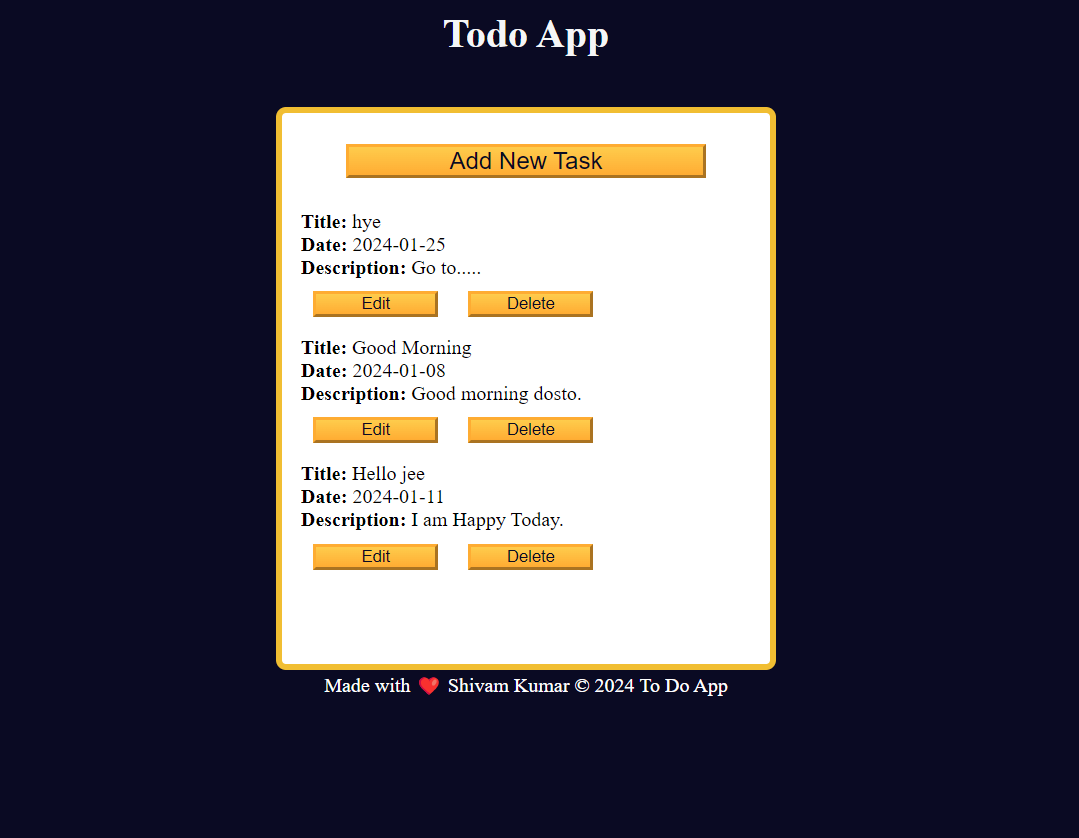 Todo App
Add New Task
Title: hye
Date: 2024-01-25
Description: Go to.....
Edit Delete
Title: Good Morning
Date: 2024-01-08
Description: Good morning dosto.
Edit Delete
Title: Hello jee
Date: 2024-01-11
Description: I am Happy Today.
Edit Delete
Made with ❤️ Shivam Kumar © 2024 To Do App